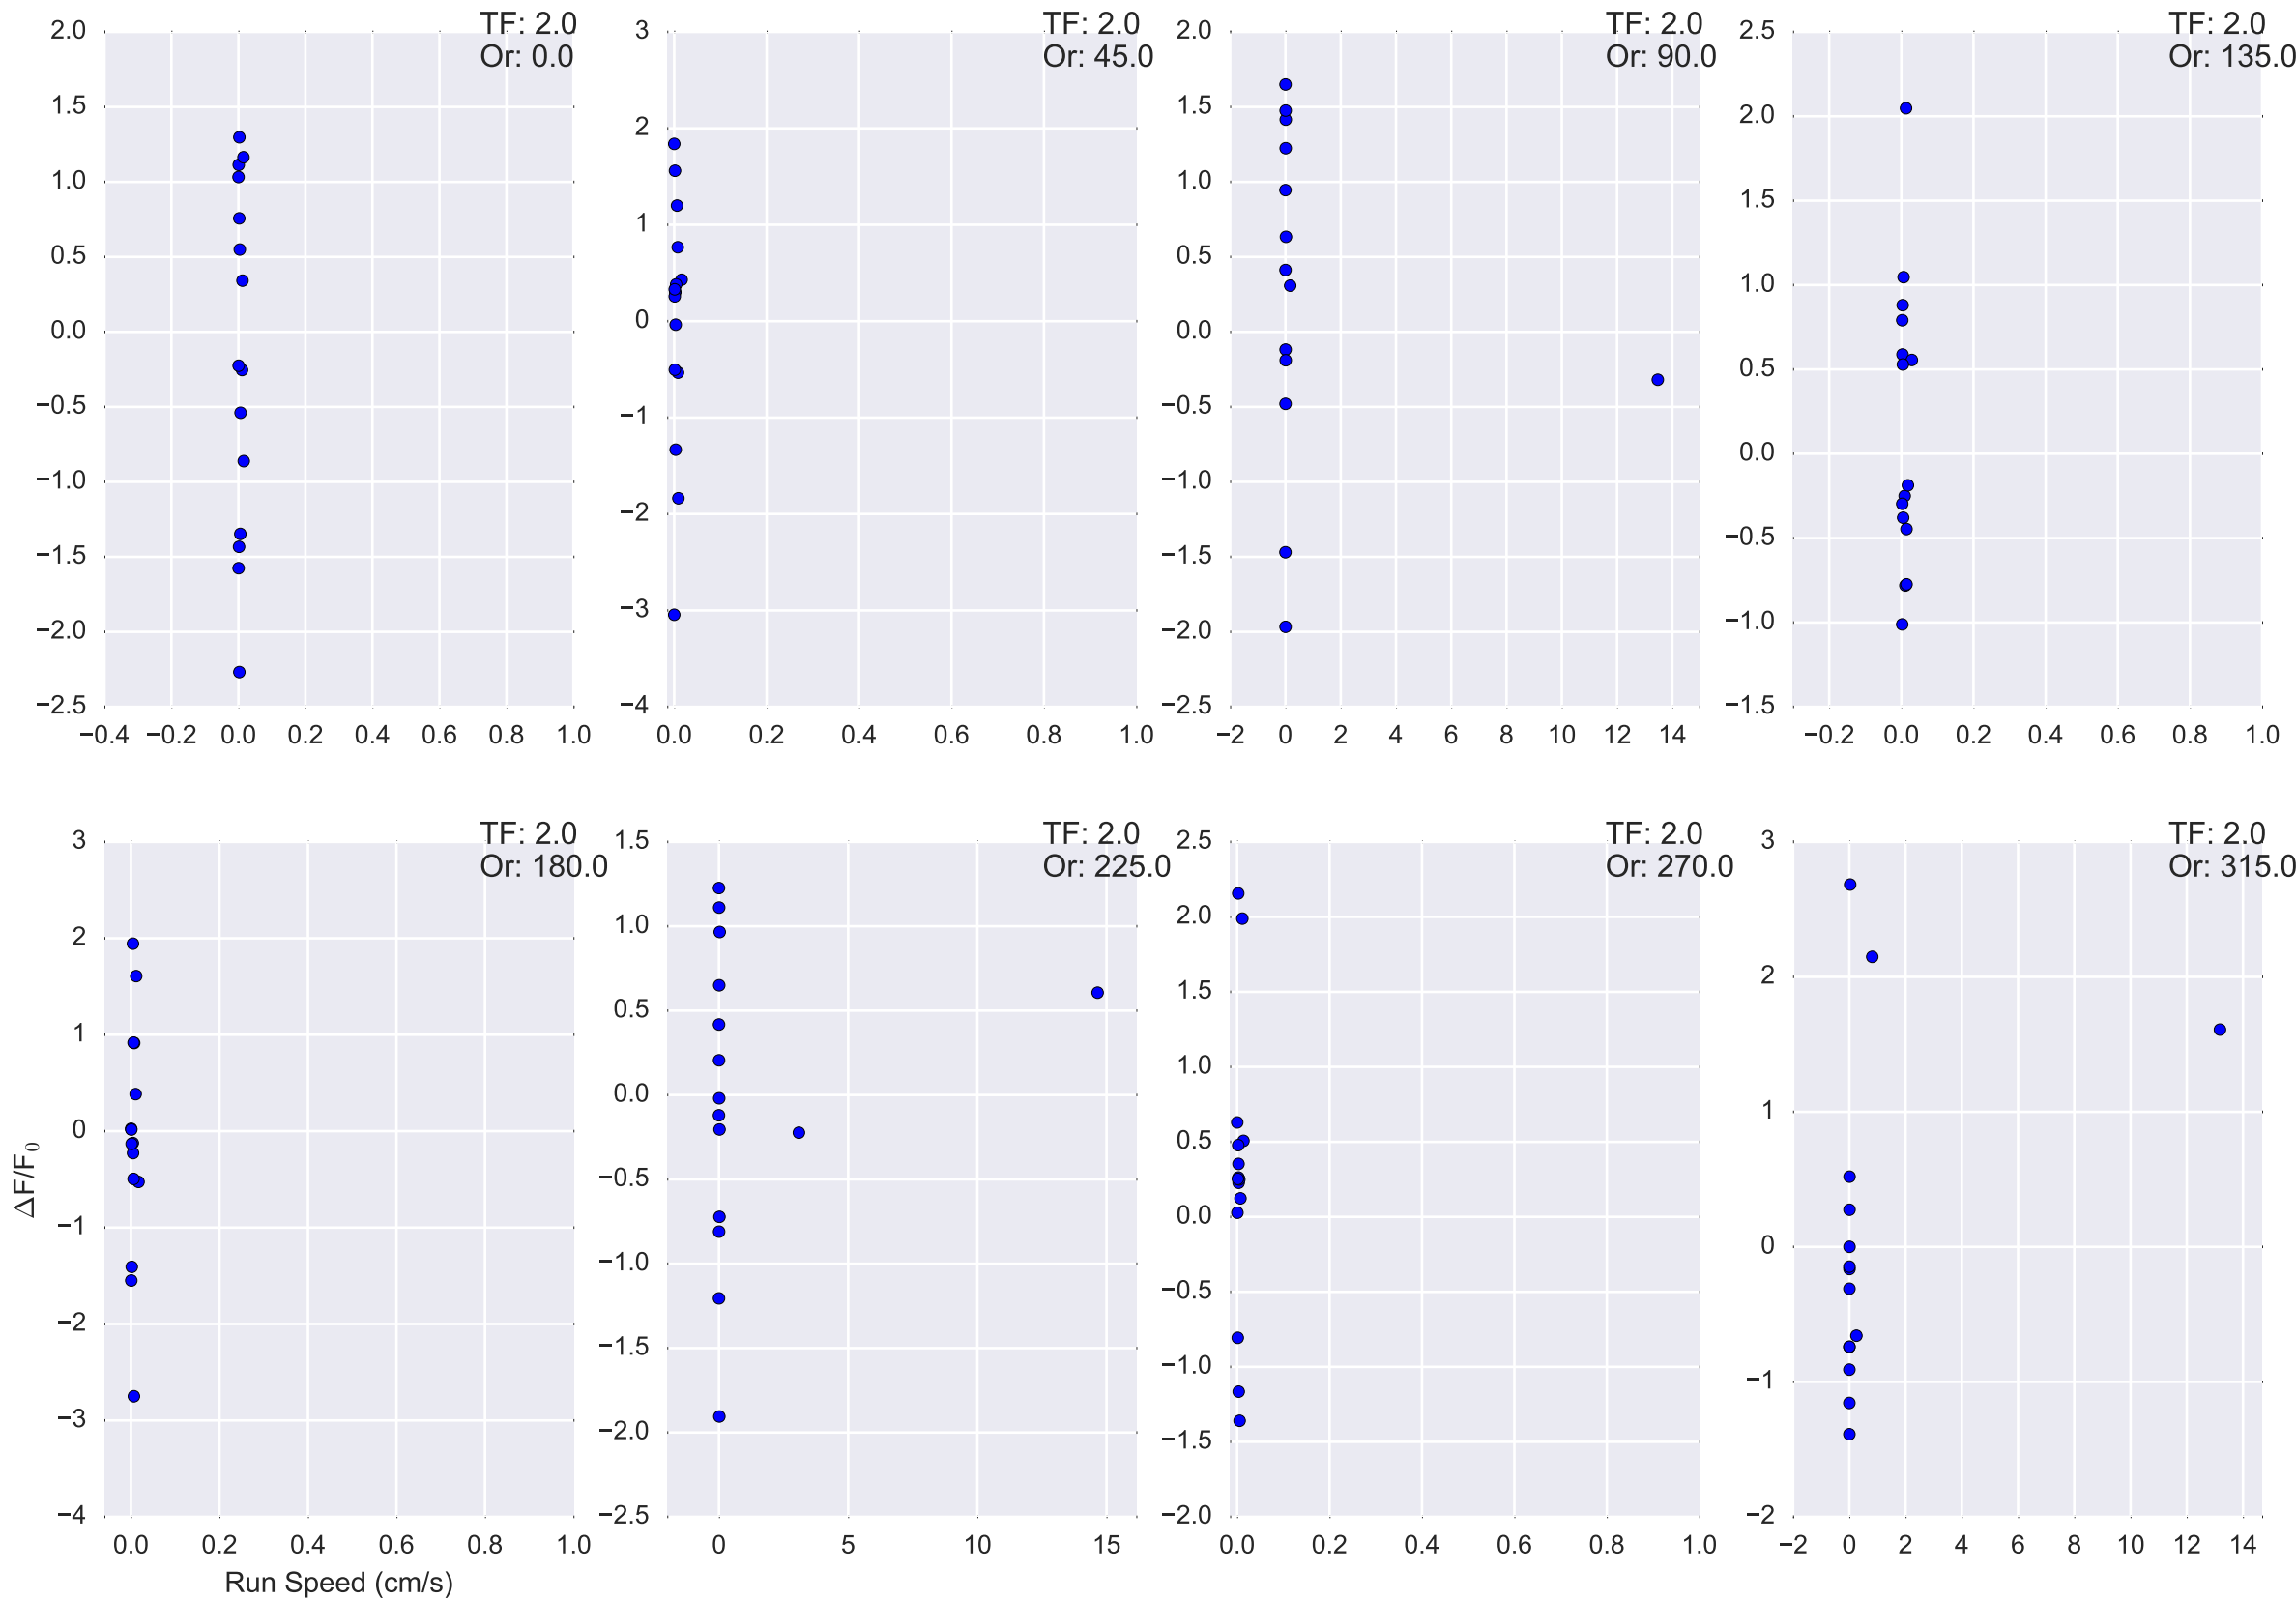 TF: 2.0
Or: 0.0
2.0
1.5
1.0
0.5
0.0
−0.5
−1.0
−1.5
−2.0
−2.5
−0.4 −0.2 0.0 0.2 0.4 0.6 0.8 1.0
TF: 2.0
Or: 45.0
3
2
1
0
−1
−2
−3
−4
0.0 0.2 0.4 0.6 0.8 1.0
TF: 2.0
Or: 90.0
2.0
1.5
1.0
0.5
0.0
−0.5
−1.0
−1.5
−2.0
−2.5
−2 0 2 4 6 8 10 12 14
TF: 2.0
Or: 135.0
2.5
2.0
1.5
1.0
0.5
0.0
−0.5
−1.0
−1.5
−0.2 0.0 0.2 0.4 0.6 0.8 1.0
TF: 2.0
Or: 180.0
3
2
1
0
−1
−2
−3
−4
ΔF/F₀
0.0 0.2 0.4 0.6 0.8 1.0
Run Speed (cm/s)
TF: 2.0
Or: 225.0
1.5
1.0
0.5
0.0
−0.5
−1.0
−1.5
−2.0
−2.5
0 5 10 15
TF: 2.0
Or: 270.0
2.5
2.0
1.5
1.0
0.5
0.0
−0.5
−1.0
−1.5
−2.0
0.0 0.2 0.4 0.6 0.8 1.0
TF: 2.0
Or: 315.0
3
2
1
0
−1
−2
−2 0 2 4 6 8 10 12 14